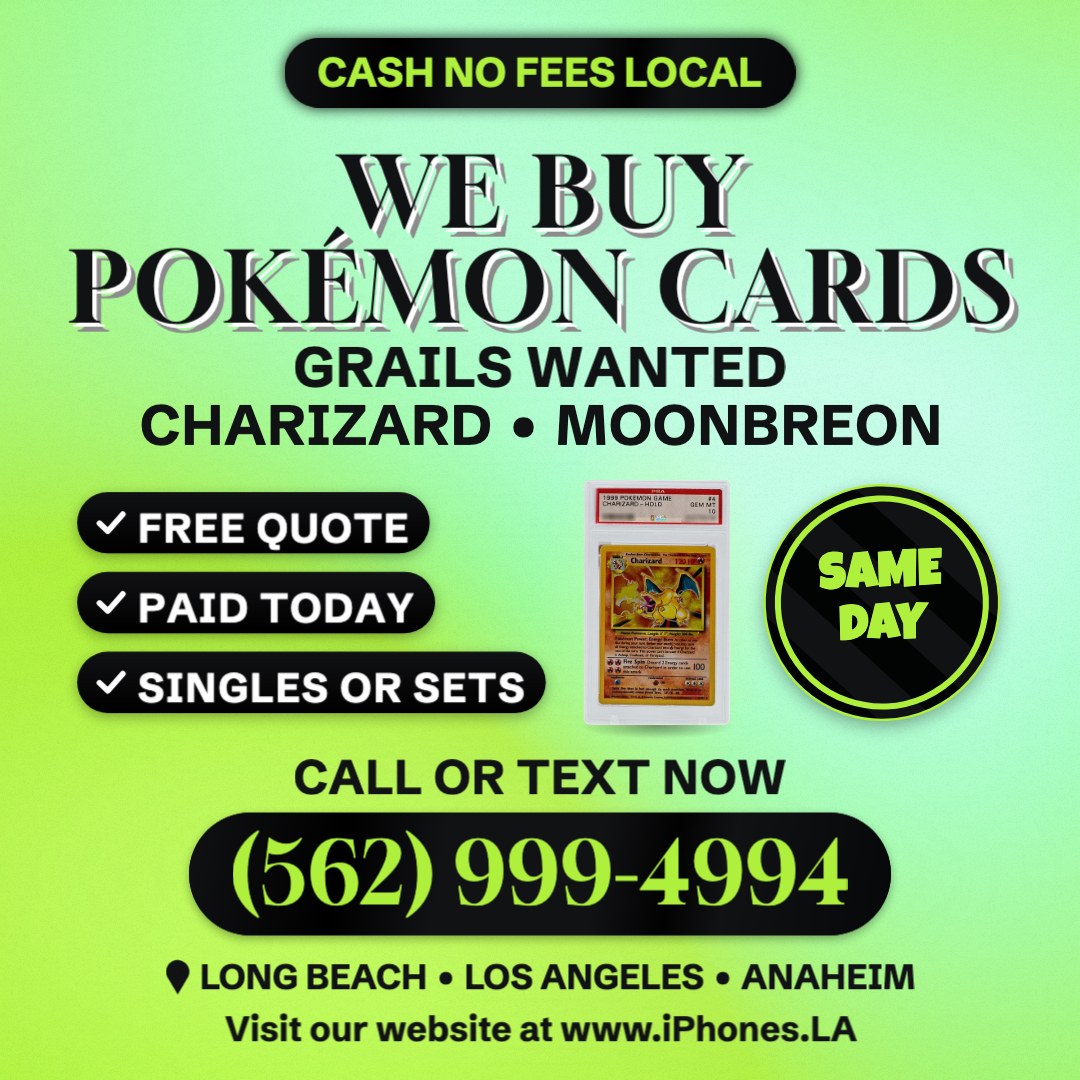 CASH NO FEES LOCAL
WE BUY
POKÉMON CARDS
GRAILS WANTED
CHARIZARD • MOONBREON
FREE QUOTE
PAID TODAY
SINGLES OR SETS
1999 POKEMON GAME #4
CHARIZARD-HOLO GEM MT
10
Charizard
100
SAME
DAY
CALL OR TEXT NOW
(562) 999-4994
LONG BEACH • LOS ANGELES • ANAHEIM
Visit our website at www.iPhones.LA